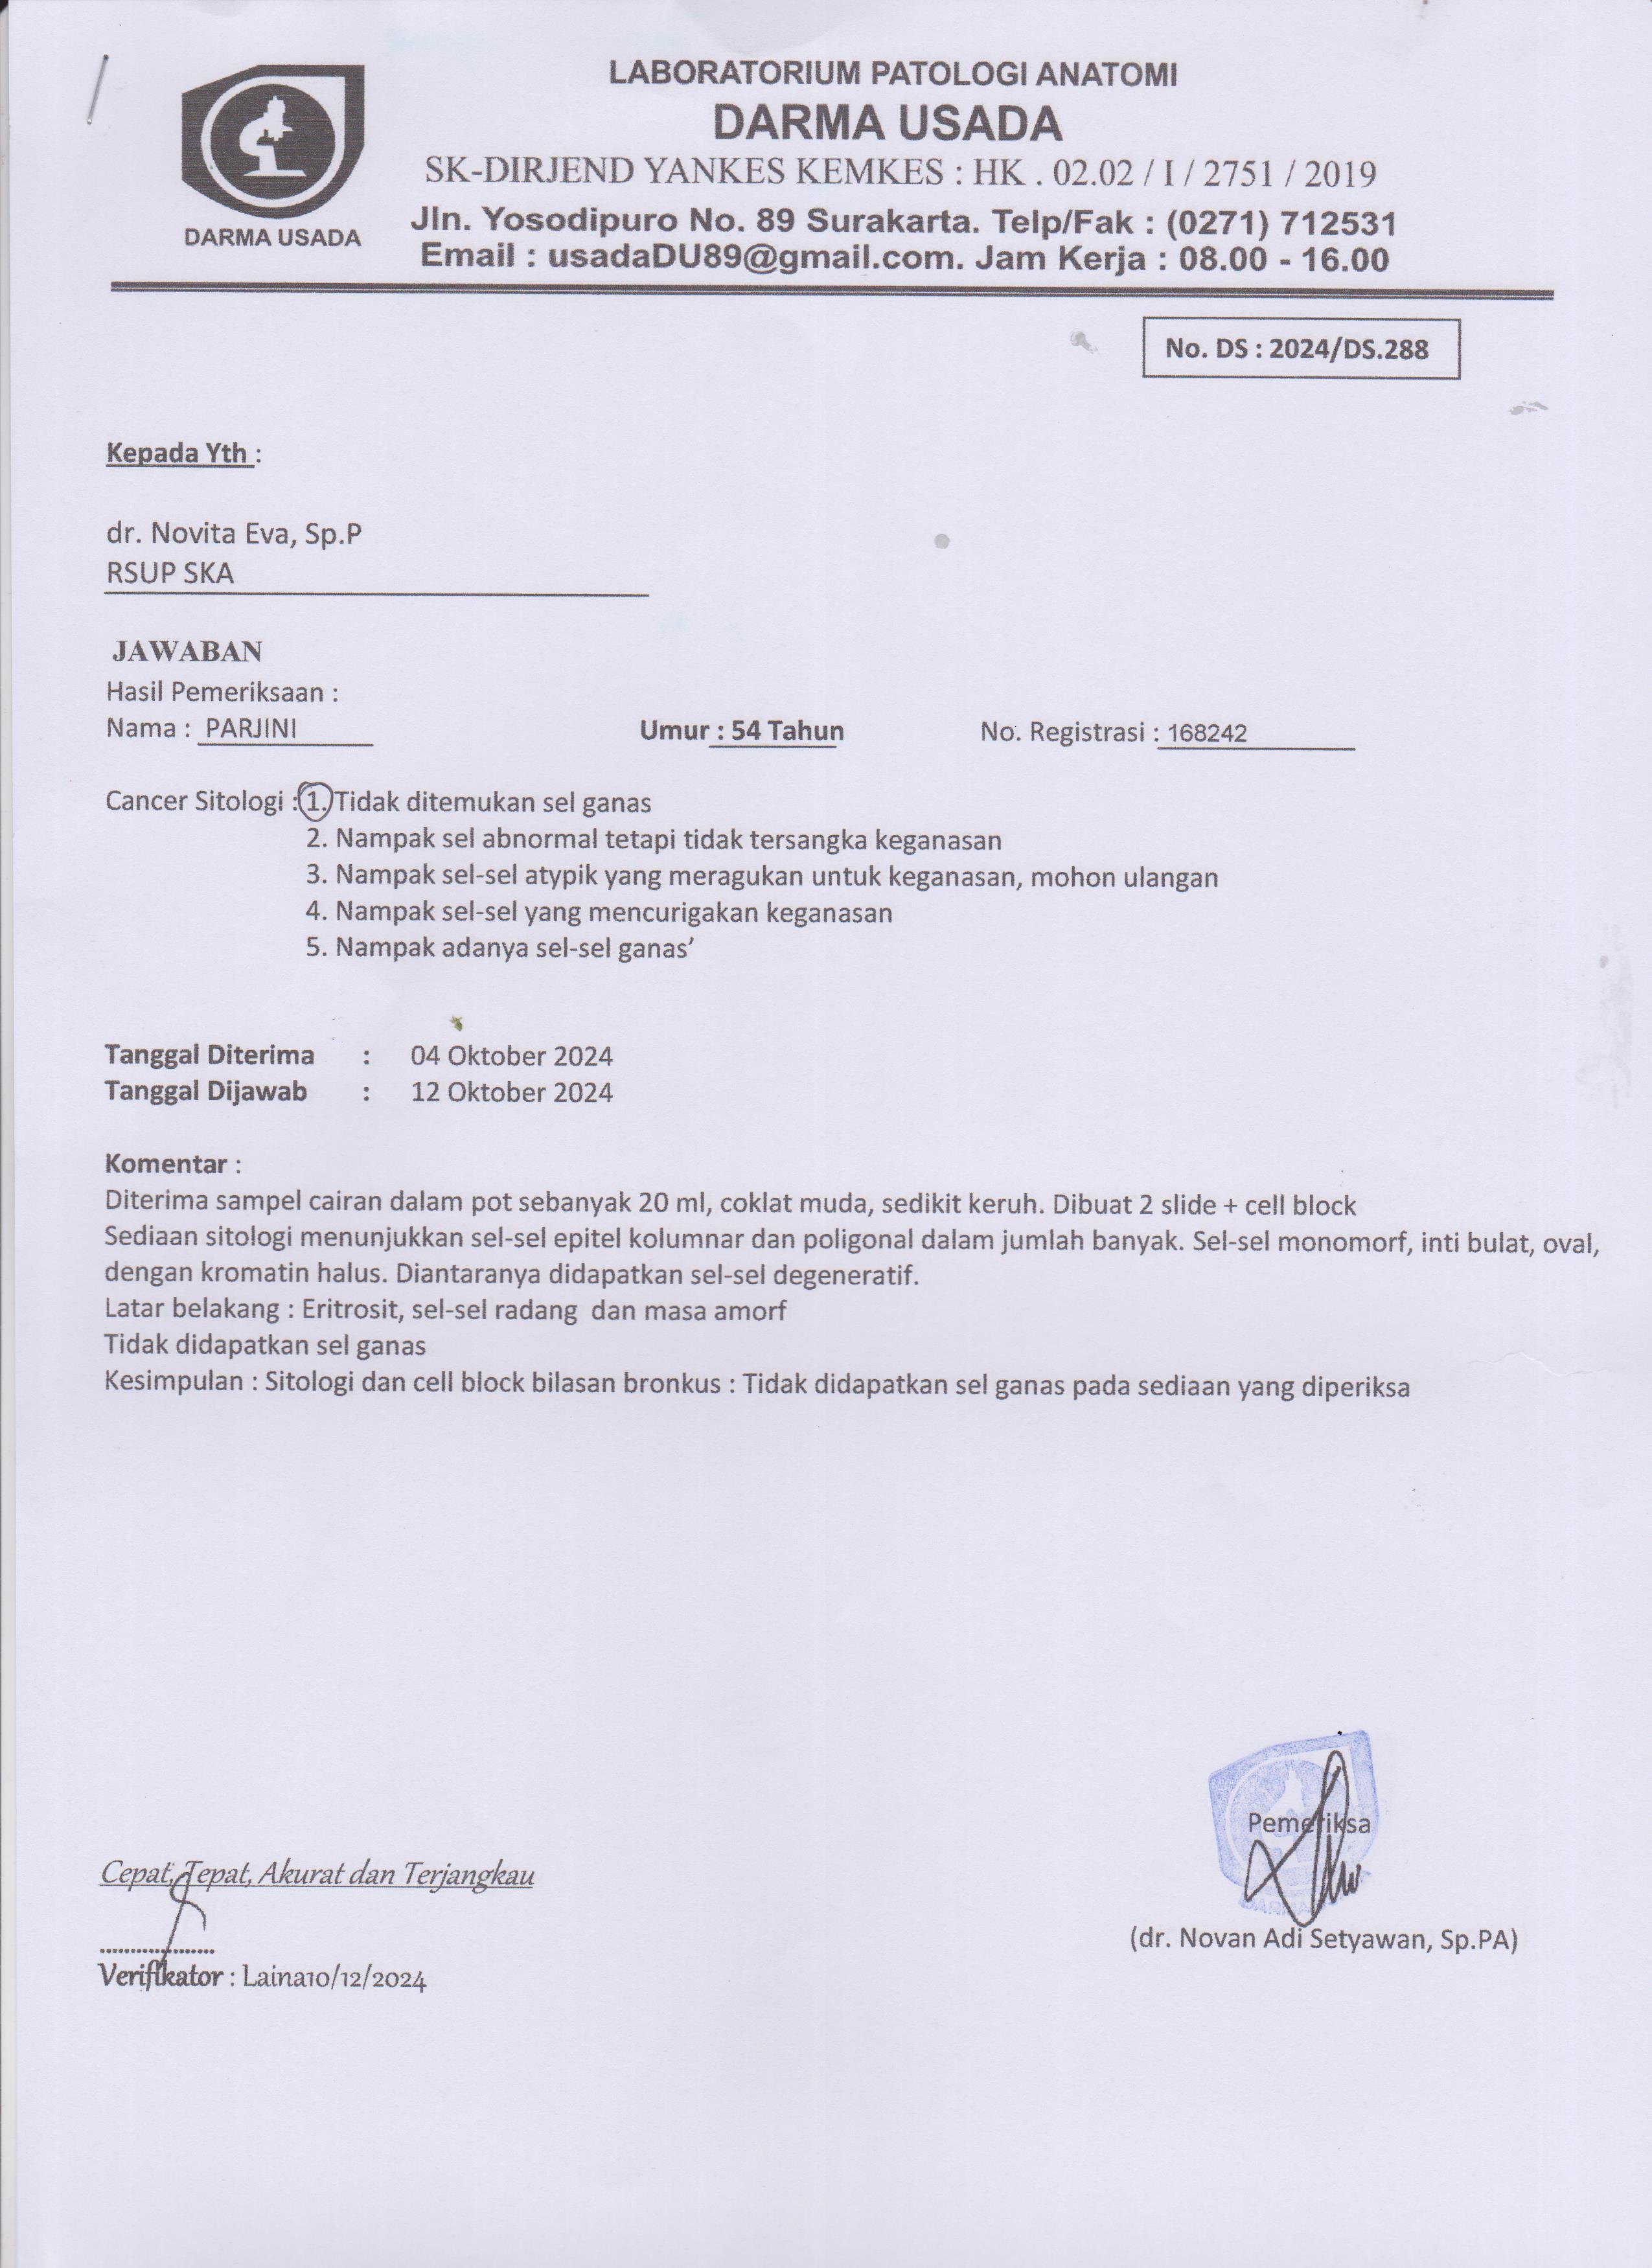 LABORATORIUM PATOLOGI ANATOMI
DARMA USADA
SK-DIRJEND YANKES KEMKES : HK . 02.02 / I / 2751 / 2019
DARMA USADA
Jln. Yosodipuro No. 89 Surakarta. Telp/Fak : (0271) 712531
Email : usadaDU89@gmail.com. Jam Kerja : 08.00 - 16.00
No. DS : 2024/DS.288
Kepada Yth :
dr. Novita Eva, Sp.P
RSUP SKA
JAWABAN
Hasil Pemeriksaan :
Nama : PARJINI Umur : 54 Tahun No. Registrasi : 168242
Cancer Sitologi : 1. Tidak ditemukan sel ganas
2. Nampak sel abnormal tetapi tidak tersangka keganasan
3. Nampak sel-sel atypik yang meragukan untuk keganasan, mohon ulangan
4. Nampak sel-sel yang mencurigakan keganasan
5. Nampak adanya sel-sel ganas’
Tanggal Diterima : 04 Oktober 2024
Tanggal Dijawab : 12 Oktober 2024
Komentar :
Diterima sampel cairan dalam pot sebanyak 20 ml, coklat muda, sedikit keruh. Dibuat 2 slide + cell block
Sediaan sitologi menunjukkan sel-sel epitel kolumnar dan poligonal dalam jumlah banyak. Sel-sel monomorf, inti bulat, oval,
dengan kromatin halus. Diantaranya didapatkan sel-sel degeneratif.
Latar belakang : Eritrosit, sel-sel radang dan masa amorf
Tidak didapatkan sel ganas
Kesimpulan : Sitologi dan cell block bilasan bronkus : Tidak didapatkan sel ganas pada sediaan yang diperiksa
Pemeriksa
Cepat, Tepat, Akurat dan Terjangkau
(dr. Novan Adi Setyawan, Sp.PA)
....................
Verifikator : Laina10/12/2024